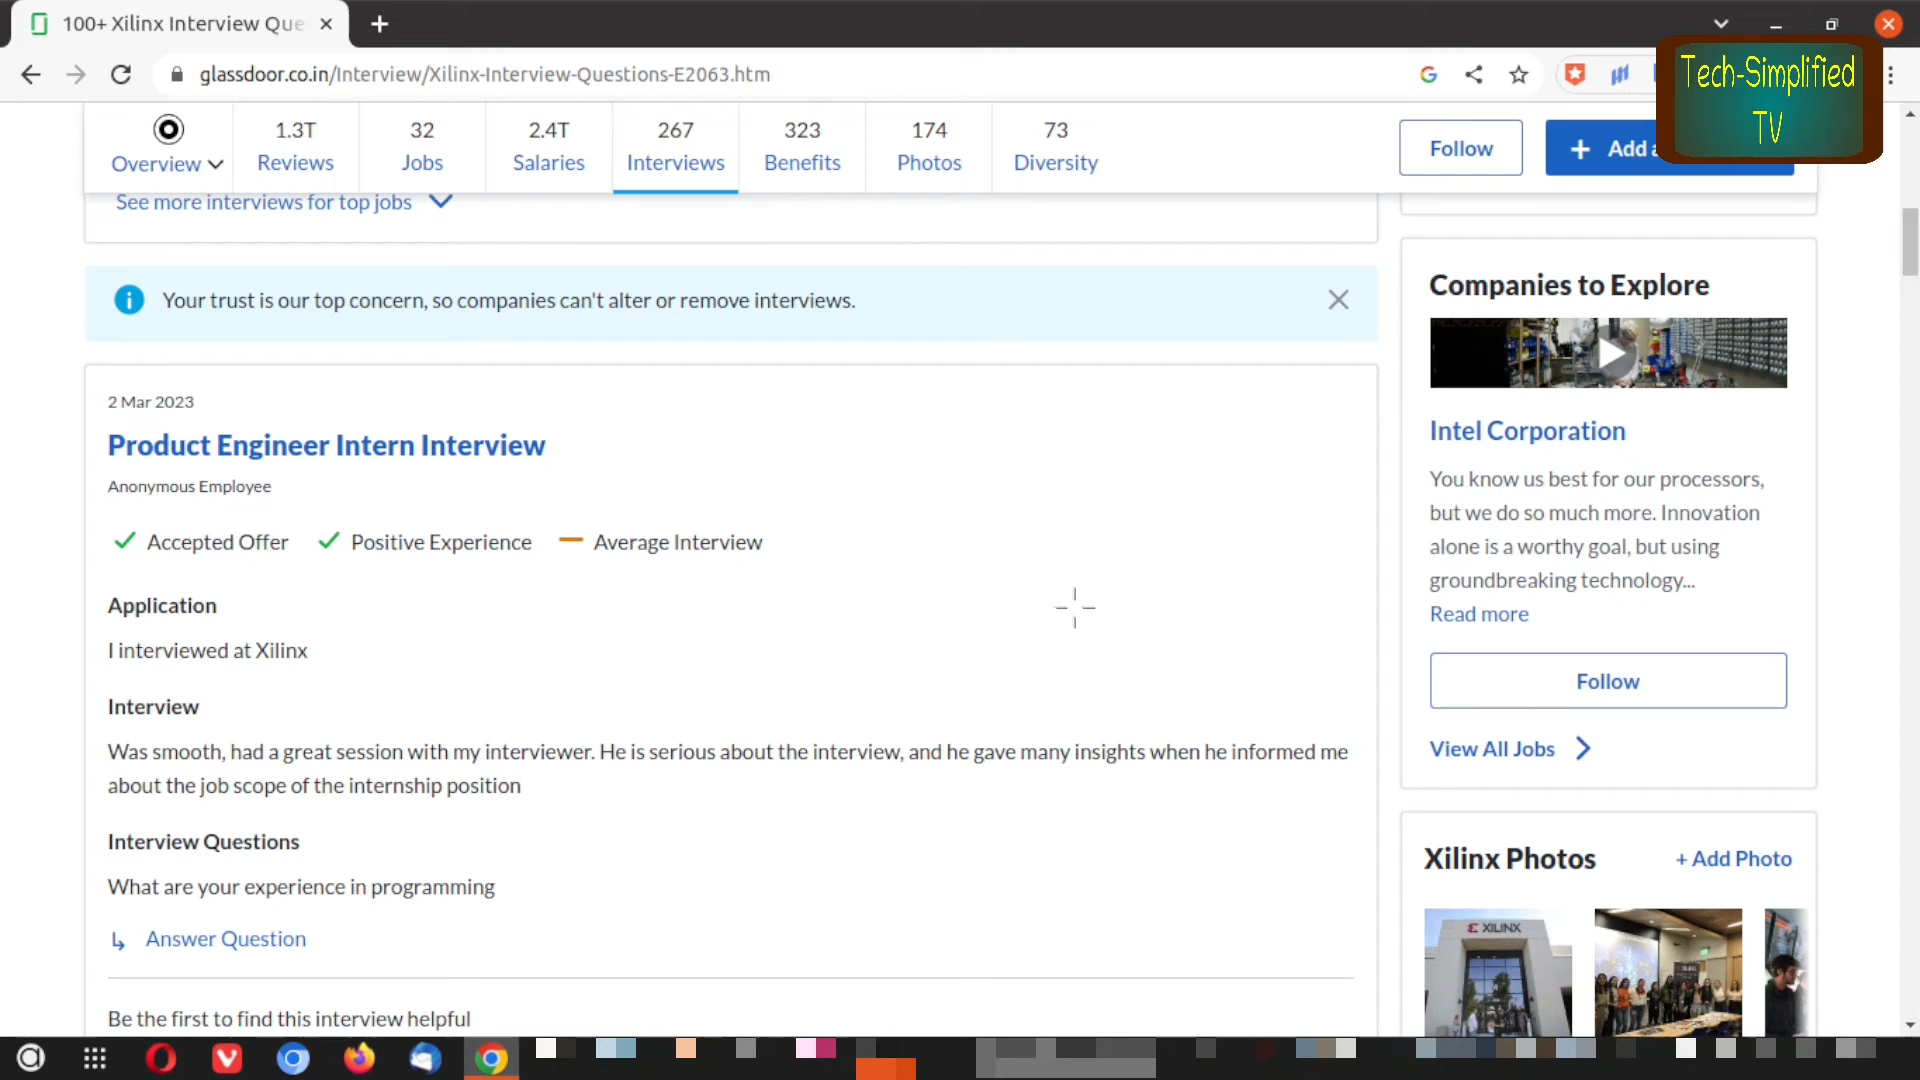 100+ Xilinx Interview Que
glassdoor.co.in/Interview/Xilinx-Interview-Questions-E2063.htm
Tech-Simplified
TV
Overview
1.3T
Reviews
32
Jobs
2.4T
Salaries
267
Interviews
323
Benefits
174
Photos
73
Diversity
Follow
+ Add a
See more interviews for top jobs
Your trust is our top concern, so companies can't alter or remove interviews.
2 Mar 2023
Product Engineer Intern Interview
Anonymous Employee
Accepted Offer Positive Experience Average Interview
Application
I interviewed at Xilinx
Interview
Was smooth, had a great session with my interviewer. He is serious about the interview, and he gave many insights when he informed me
about the job scope of the internship position
Interview Questions
What are your experience in programming
Answer Question
Be the first to find this interview helpful
Companies to Explore
Intel Corporation
You know us best for our processors,
but we do so much more. Innovation
alone is a worthy goal, but using
groundbreaking technology...
Read more
Follow
View All Jobs
Xilinx Photos
+ Add Photo
XILINX